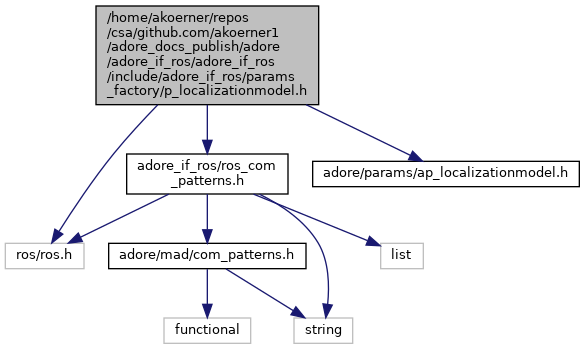 /home/akoerner/repos
/csa/github.com/akoerner1
/adore_docs_publish/adore
/adore_if_ros/adore_if_ros
/include/adore_if_ros/params
_factory/p_localizationmodel.h
adore_if_ros/ros_com
_patterns.h
adore/params/ap_localizationmodel.h
ros/ros.h
adore/mad/com_patterns.h
list
functional
string